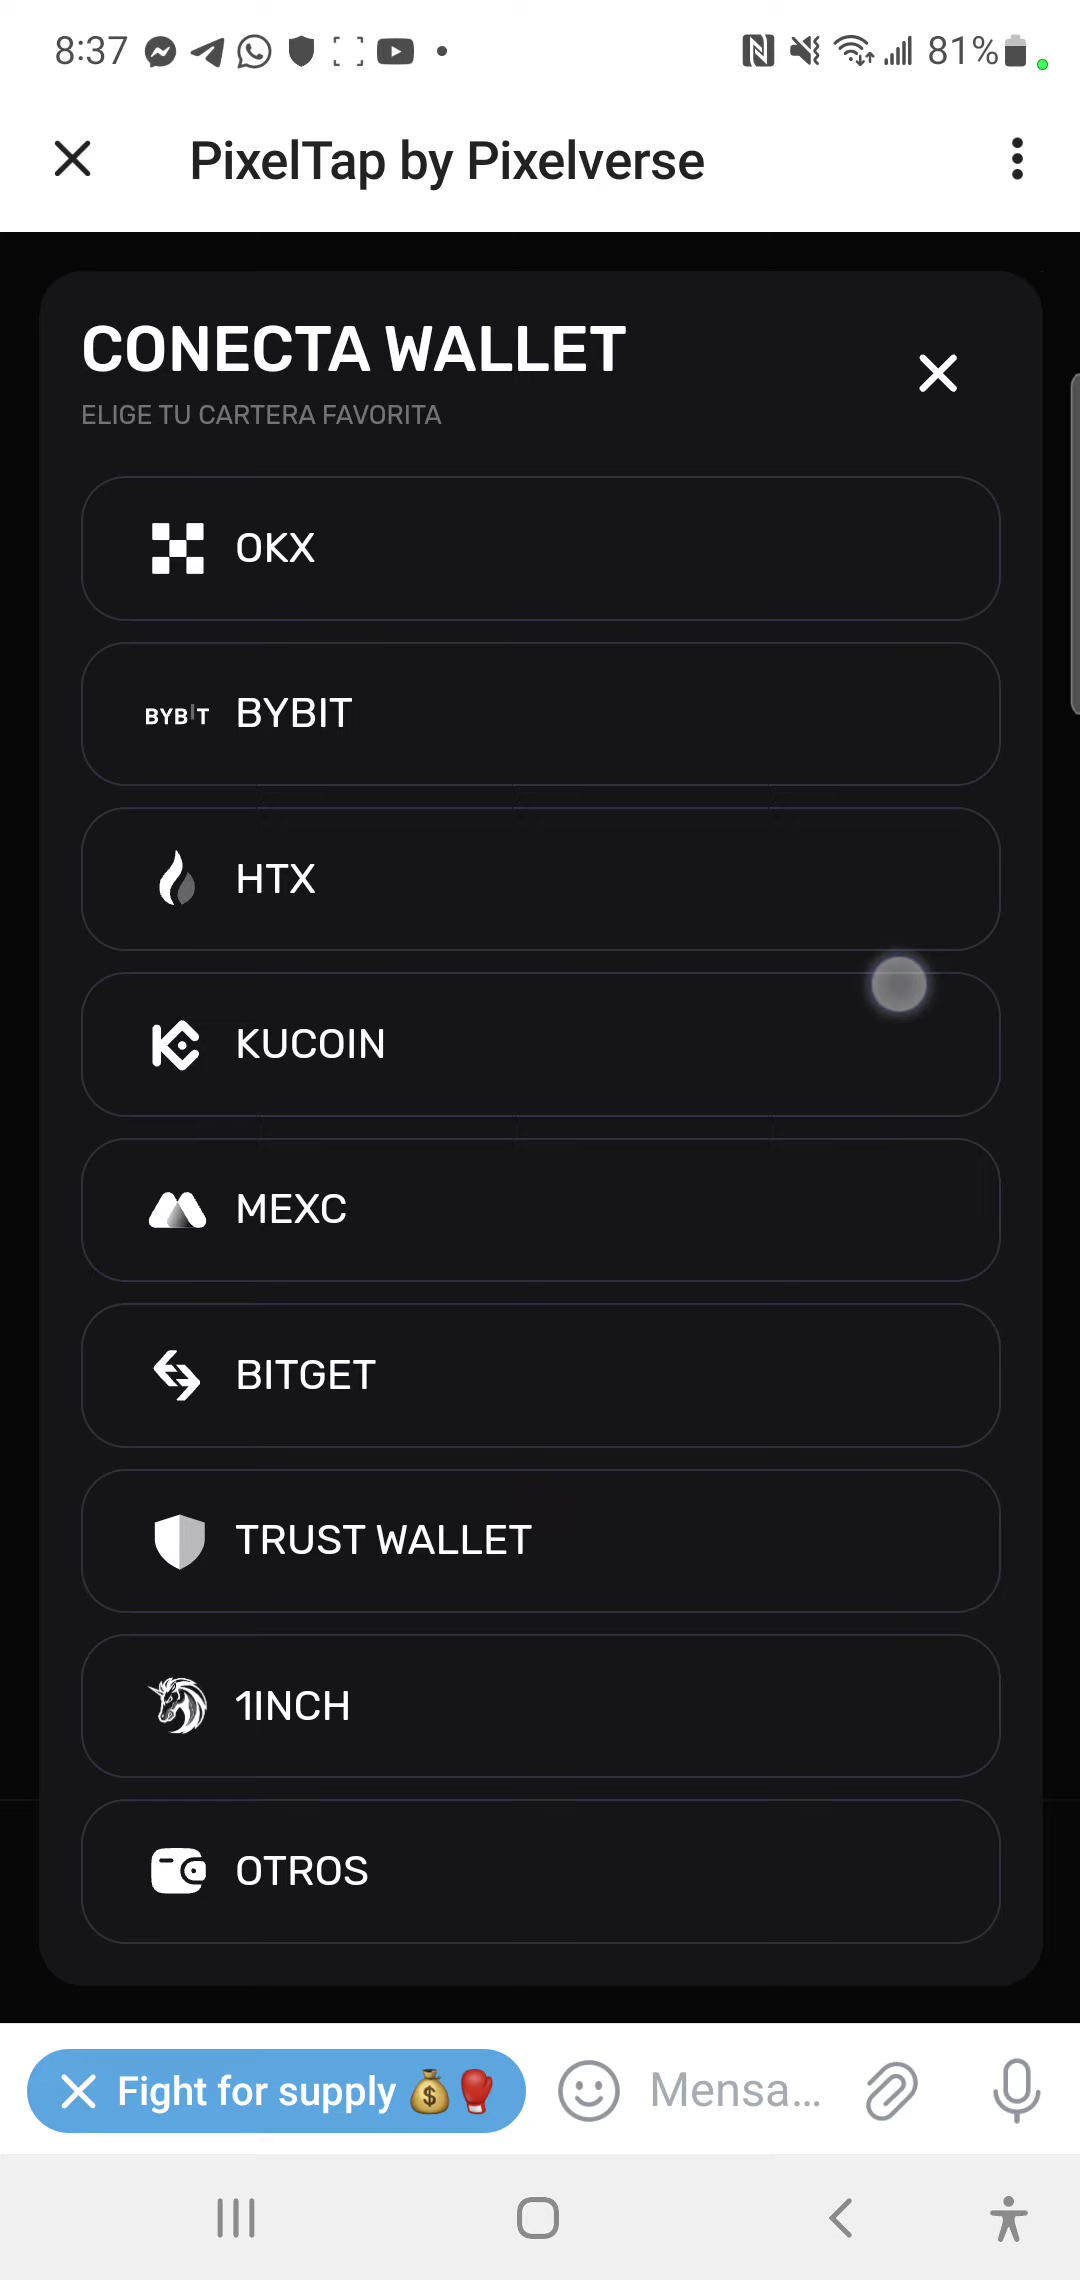 8:37
81%
PixelTap by Pixelverse
CONECTA WALLET
ELIGE TU CARTERA FAVORITA
OKX
BYBIT BYBIT
HTX
KUCOIN
MEXC
BITGET
TRUST WALLET
1INCH
OTROS
Fight for supply 💰🥊
Mensa...